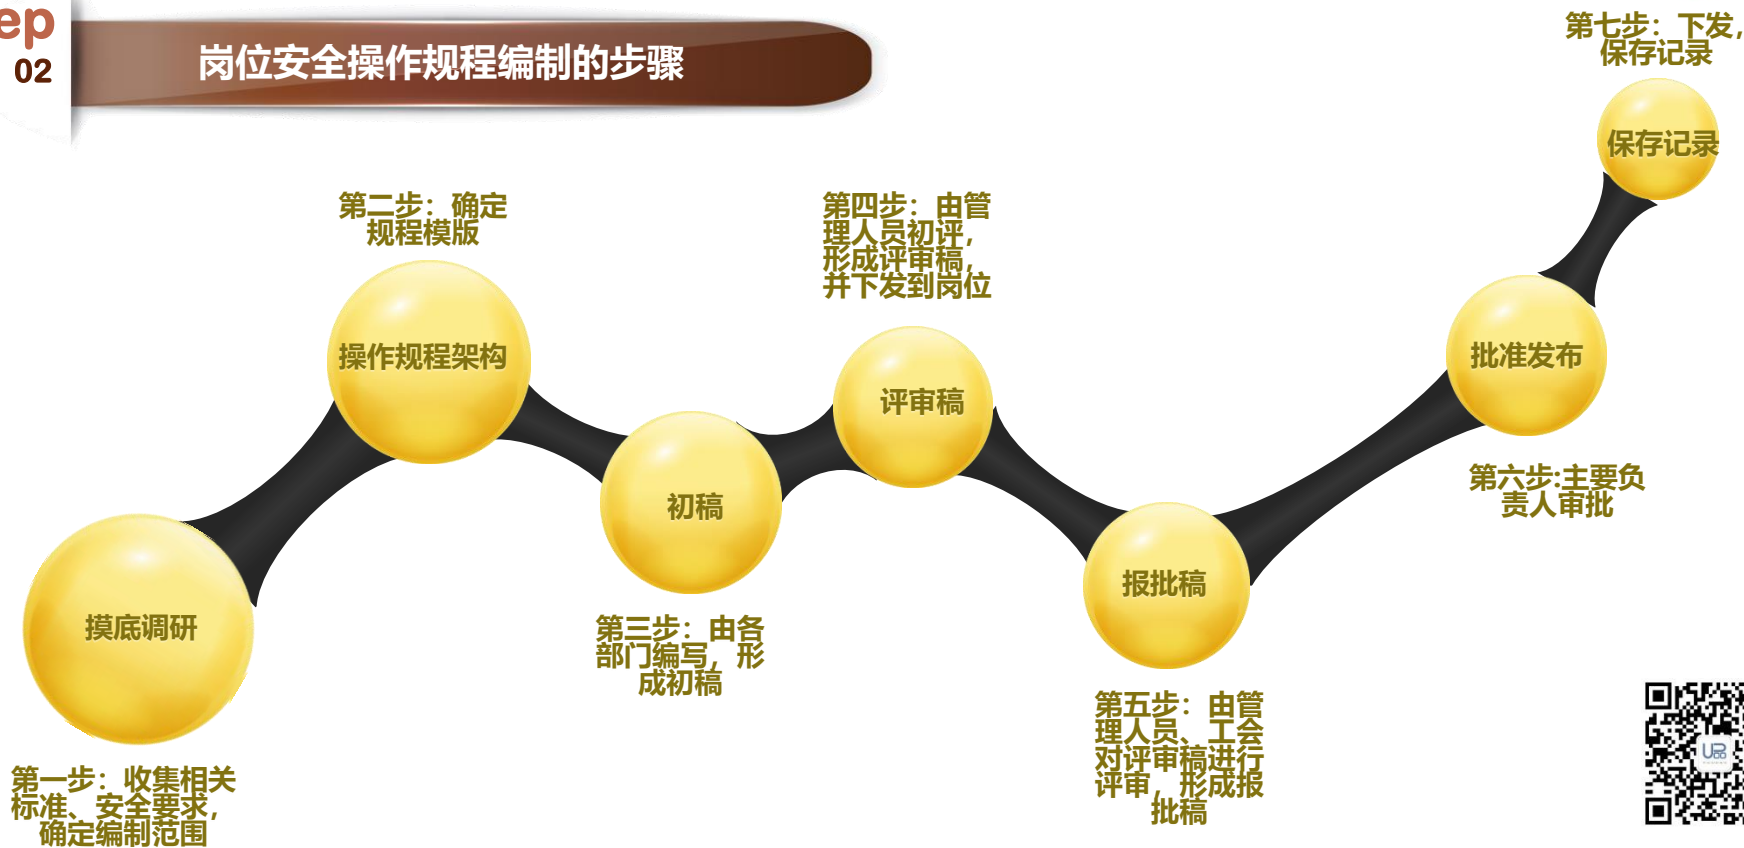 ep
02
岗位安全操作规程编制的步骤
第一步：收集相关
标准、安全要求，
确定编制范围
摸底调研
第二步：确定
规程模版
操作规程架构
初稿
第三步：由各
部门编写，形
成初稿
第四步：由管
理人员初评，
形成评审稿，
并下发到岗位
评审稿
报批稿
第五步：由管
理人员、工会
对评审稿进行
评审，形成报
批稿
批准发布
第六步:主要负
责人审批
第七步：下发，
保存记录
保存记录